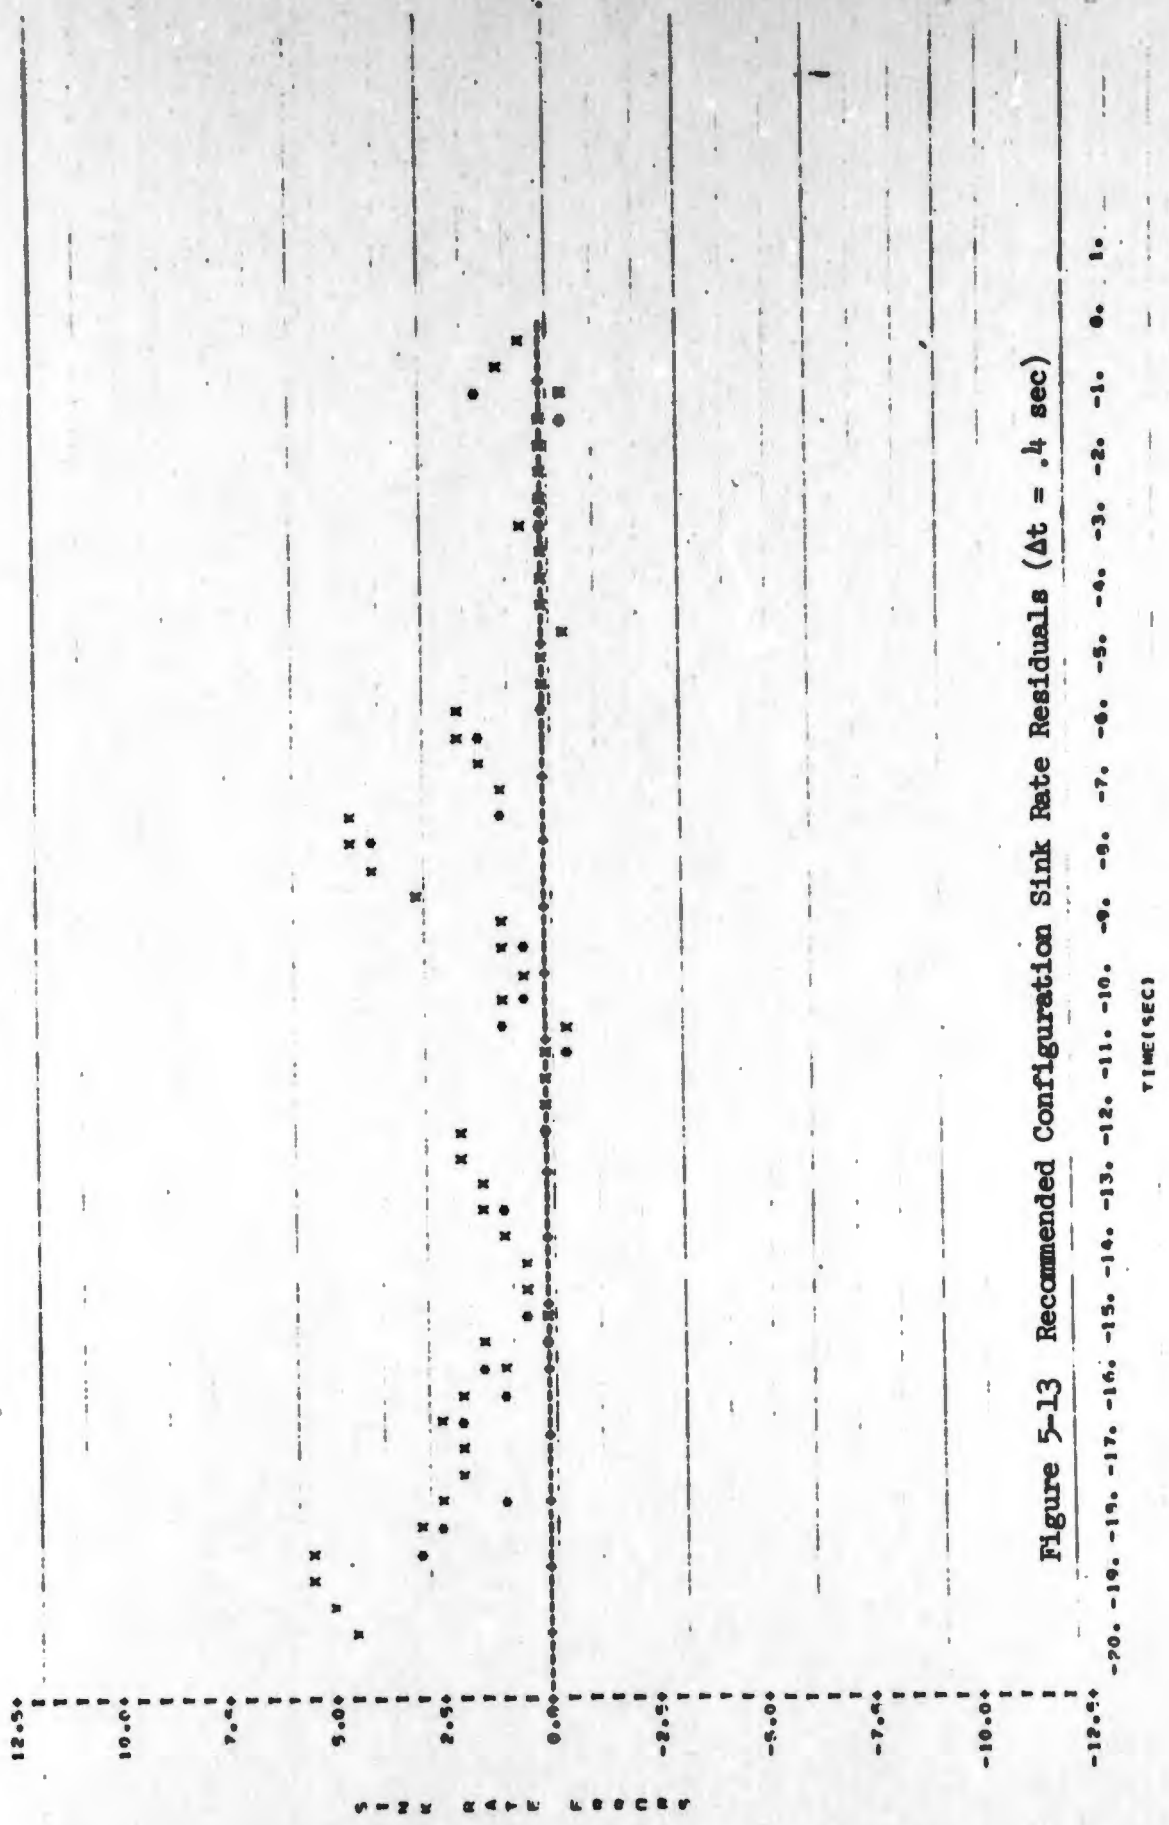 12.5+
10.0+
7.5+
5.0+
2.5+
0.0+
-2.5+
-5.0+
-7.5+
-10.0+
-12.5+
SINK RATE ERRORS
-20. -19. -18. -17. -16. -15. -14. -13. -12. -11. -10. -9. -8. -7. -6. -5. -4. -3. -2. -1. 0. 1.
TIME(SEC)
Figure 5-13 Recommended Configuration Sink Rate Residuals (Δt = .4 sec)